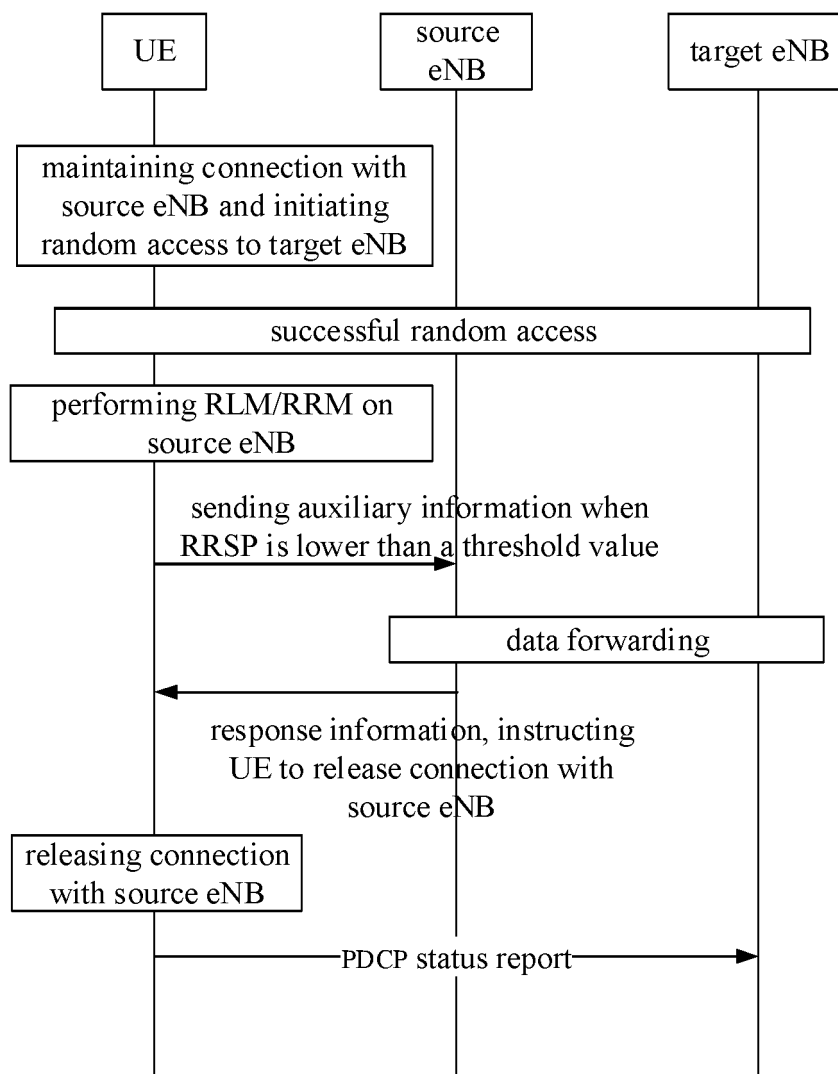 UE
source
eNB
target eNB
maintaining connection with
source eNB and initiating
random access to target eNB
successful random access
performing RLM/RRM on
source eNB
sending auxiliary information when
RRSP is lower than a threshold value
data forwarding
response information, instructing
UE to release connection with
source eNB
releasing connection
with source eNB
PDCP status report